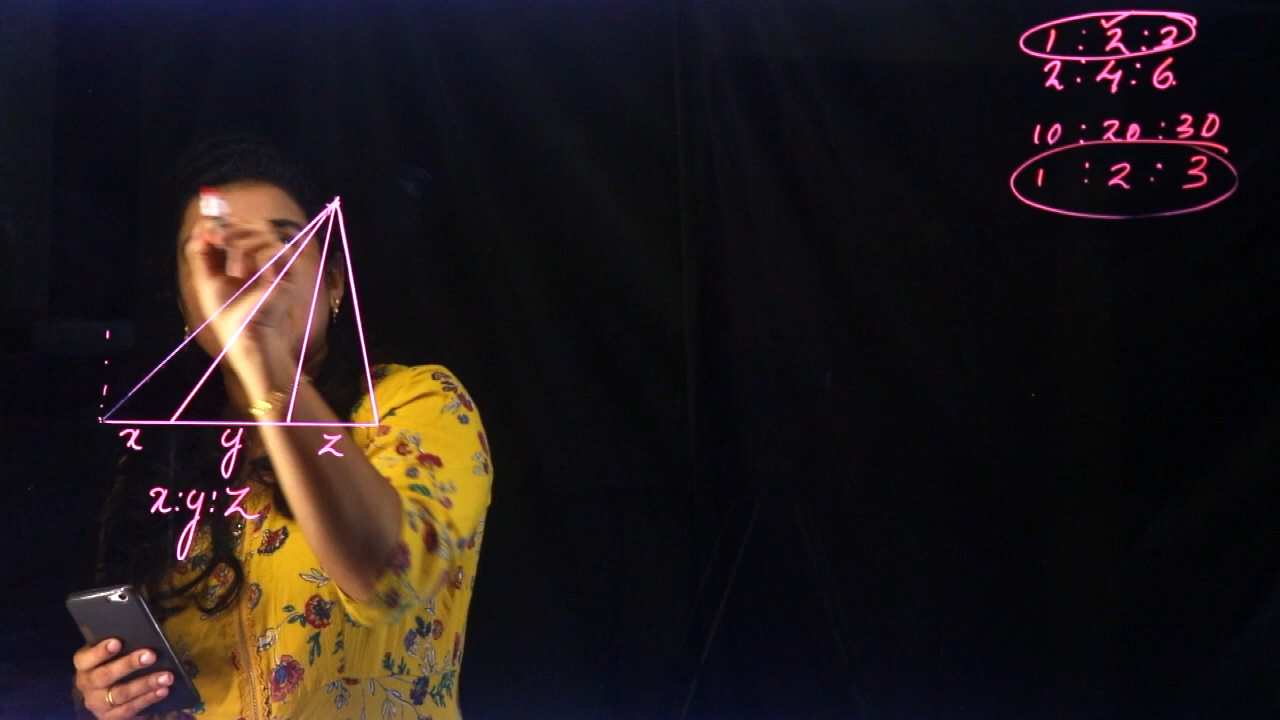 1 : 2 : 3
2 : 4 : 6
10 : 20 : 30
1 : 2 : 3
x y z
x : y : z